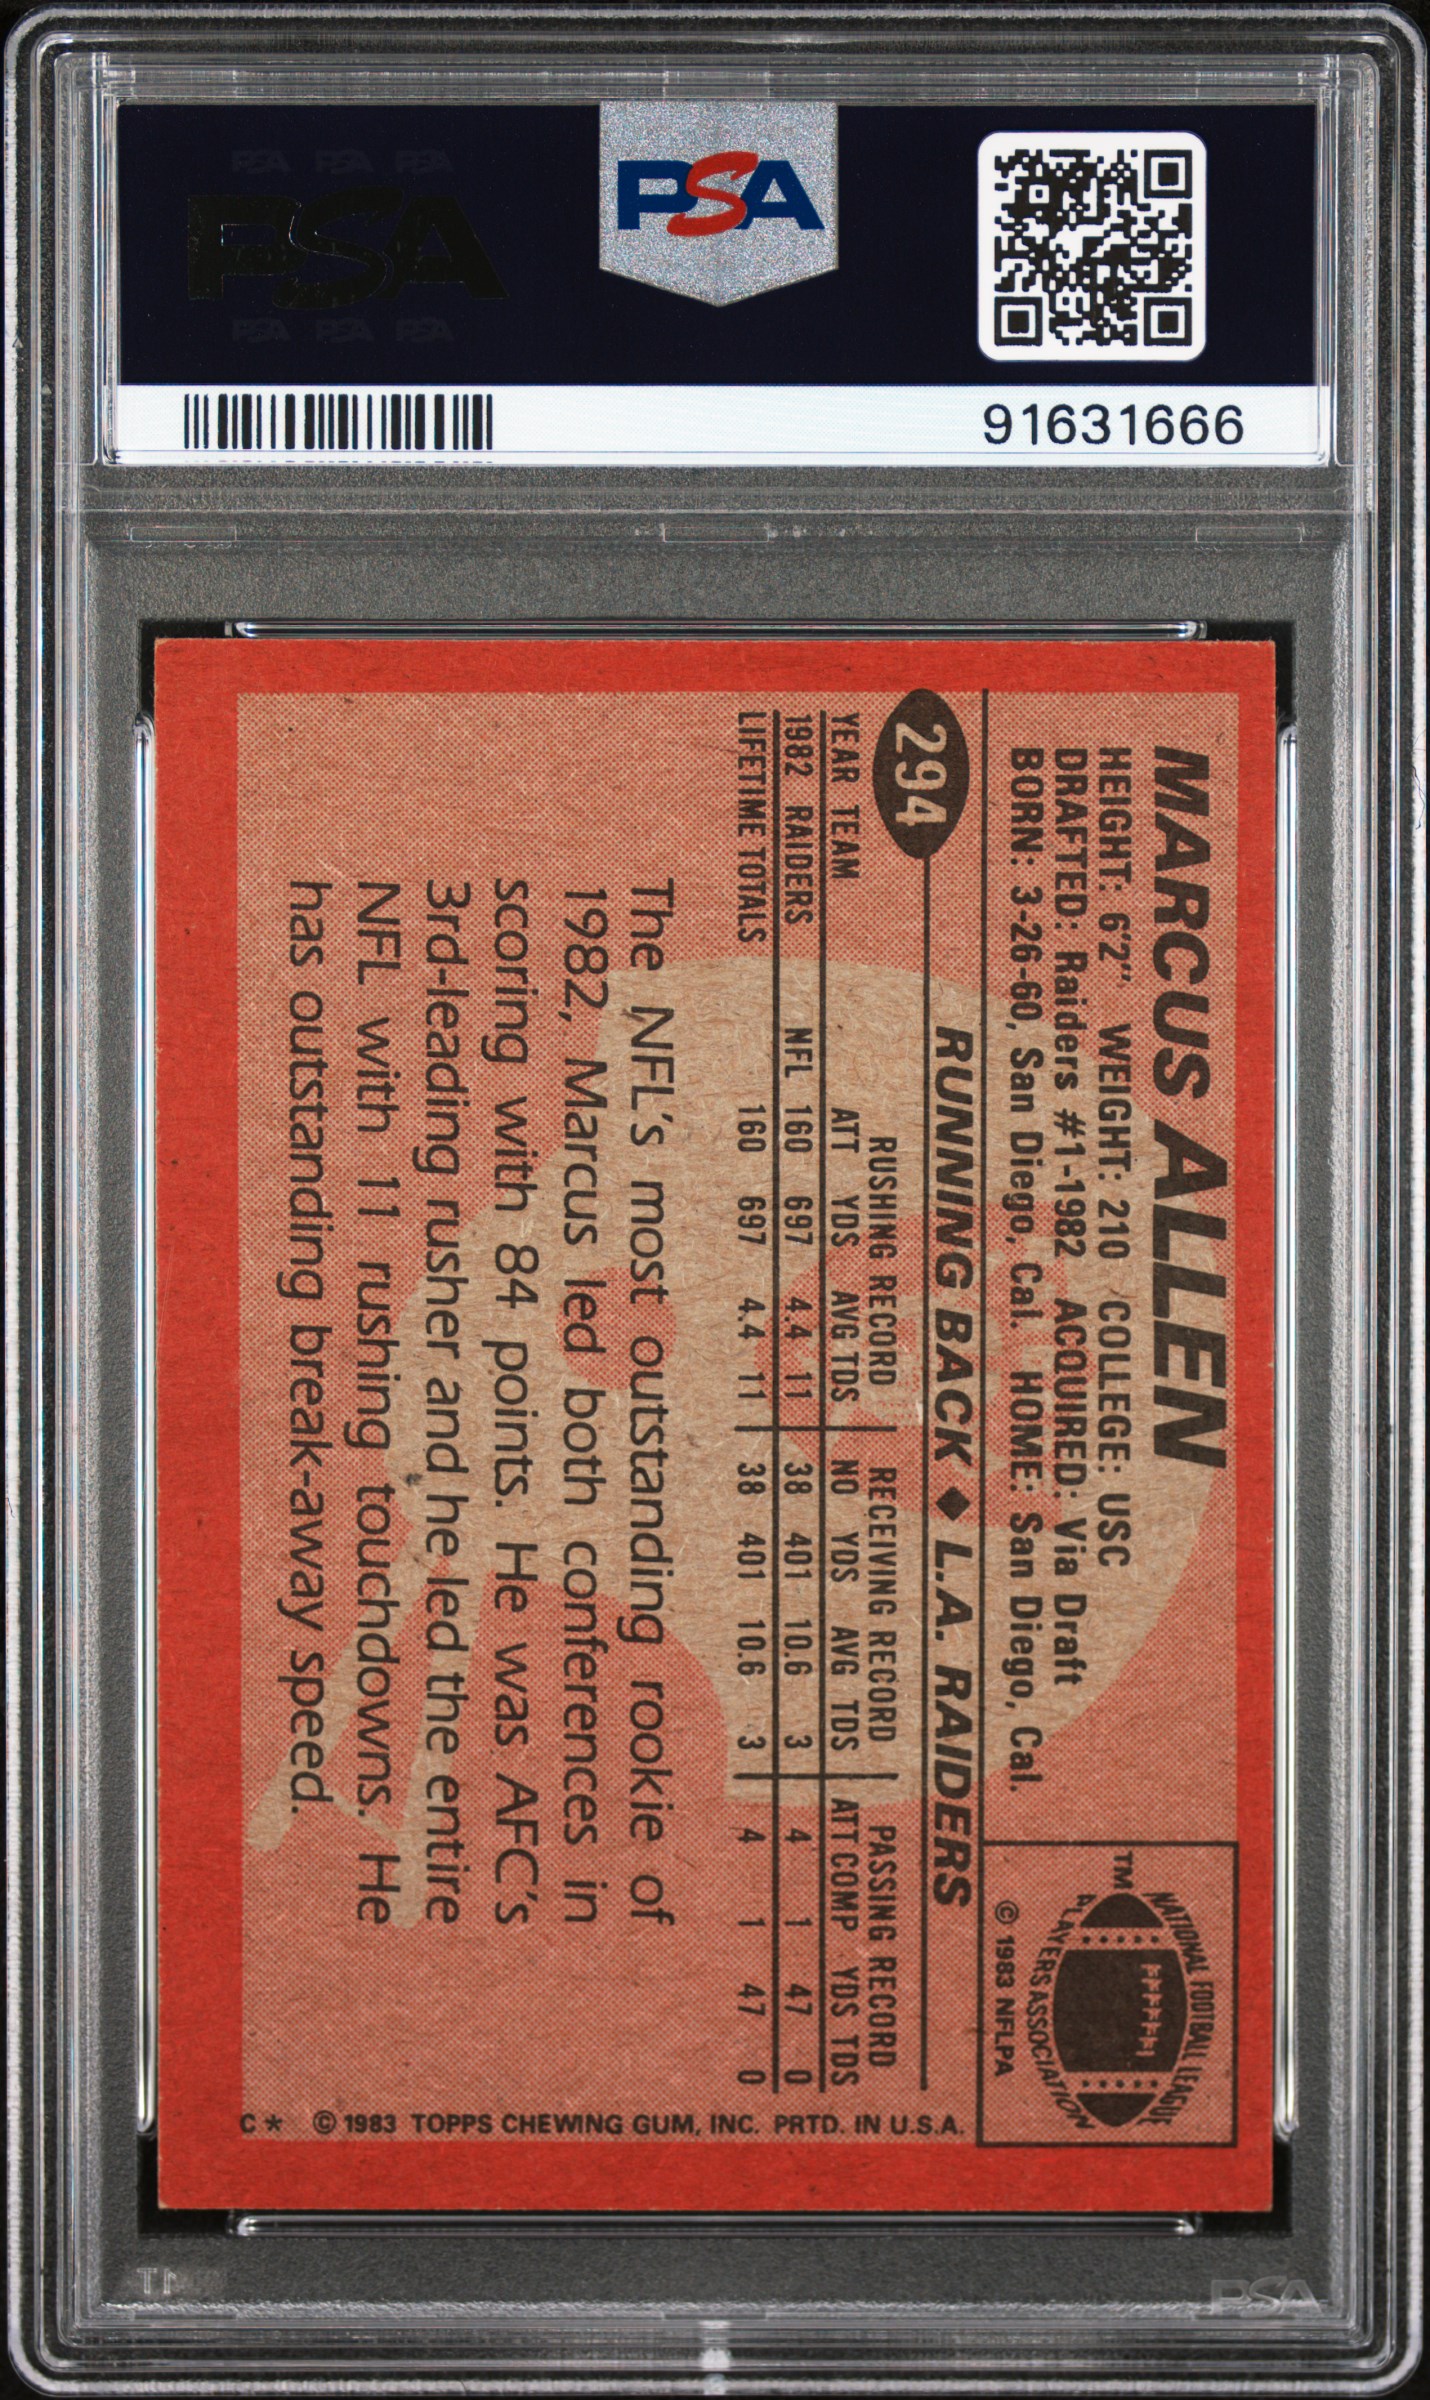 PSA PSA PSA
PSA
PSA PSA PSA
PSA
91631666
MARCUS ALLEN
HEIGHT: 6'2" WEIGHT: 210 COLLEGE: USC
DRAFTED: Raiders #1-1982 ACQUIRED: Via Draft
BORN: 3-26-60, San Diego, Cal. HOME: San Diego, Cal.
NATIONAL FOOTBALL LEAGUE
PLAYERS ASSOCIATION
TM
© 1983 NFLPA
294
RUNNING BACK ◆ L.A. RAIDERS
RUSHING RECORD RECEIVING RECORD PASSING RECORD
YEAR TEAM ATT YDS AVG TDS NO YDS AVG TDS ATT COMP YDS TDS
1982 RAIDERS NFL 160 697 4.4 11 38 401 10.6 3 4 1 47 0
LIFETIME TOTALS 160 697 4.4 11 38 401 10.6 3 4 1 47 0
The NFL's most outstanding rookie of
1982, Marcus led both conferences in
scoring with 84 points. He was AFC's
3rd-leading rusher and he led the entire
NFL with 11 rushing touchdowns. He
has outstanding break-away speed.
C* © 1983 TOPPS CHEWING GUM, INC. PRTD. IN U.S.A.
PSA